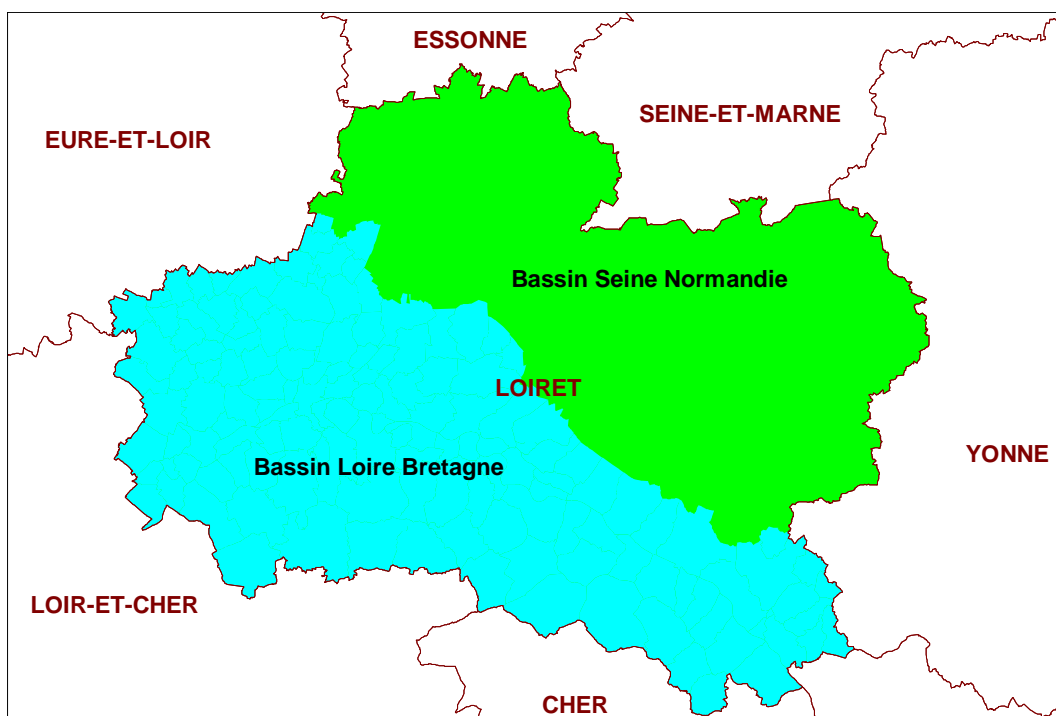 ESSONNE
SEINE-ET-MARNE
EURE-ET-LOIR
Bassin Seine Normandie
LOIRET
YONNE
Bassin Loire Bretagne
LOIR-ET-CHER
CHER